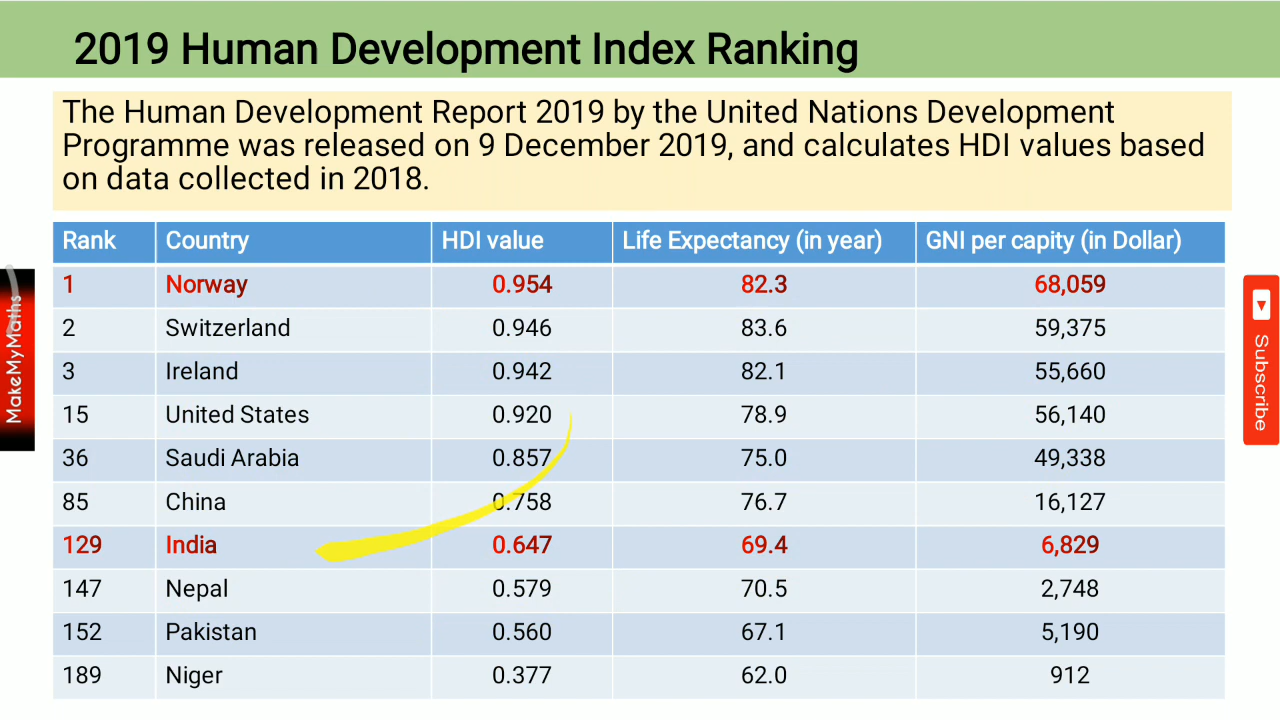 2019 Human Development Index Ranking
The Human Development Report 2019 by the United Nations Development
Programme was released on 9 December 2019, and calculates HDI values based
on data collected in 2018.
Rank Country HDI value Life Expectancy (in year) GNI per capity (in Dollar)
1 Norway 0.954 82.3 68,059
2 Switzerland 0.946 83.6 59,375
3 Ireland 0.942 82.1 55,660
15 United States 0.920 78.9 56,140
36 Saudi Arabia 0.857 75.0 49,338
85 China 0.758 76.7 16,127
129 India 0.647 69.4 6,829
147 Nepal 0.579 70.5 2,748
152 Pakistan 0.560 67.1 5,190
189 Niger 0.377 62.0 912
MakeMyMaths
Subscribe